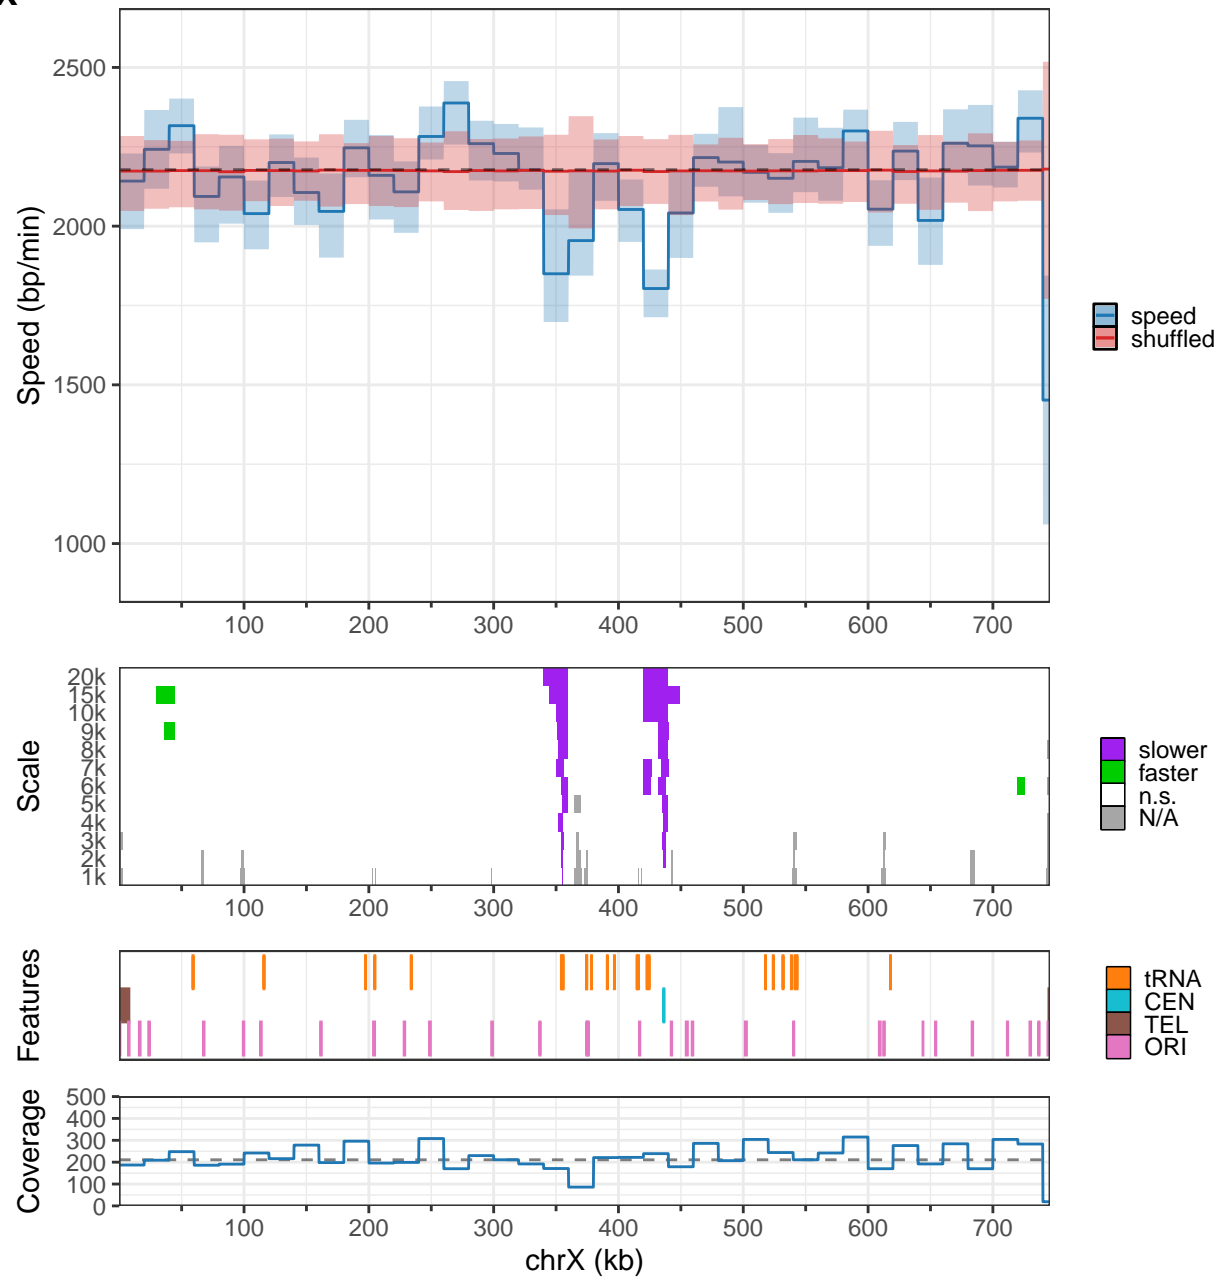 2500
2000
1500
1000
Speed (bp/min)
100 200 300 400 500 600 700
speed
shuffled
20k
15k
10k
9k
8k
7k
6k
5k
4k
3k
2k
1k
Scale
100 200 300 400 500 600 700
slower
faster
n.s.
N/A
Features
tRNA
CEN
TEL
ORI
500
400
300
200
100
0
Coverage
100 200 300 400 500 600 700
chrX (kb)